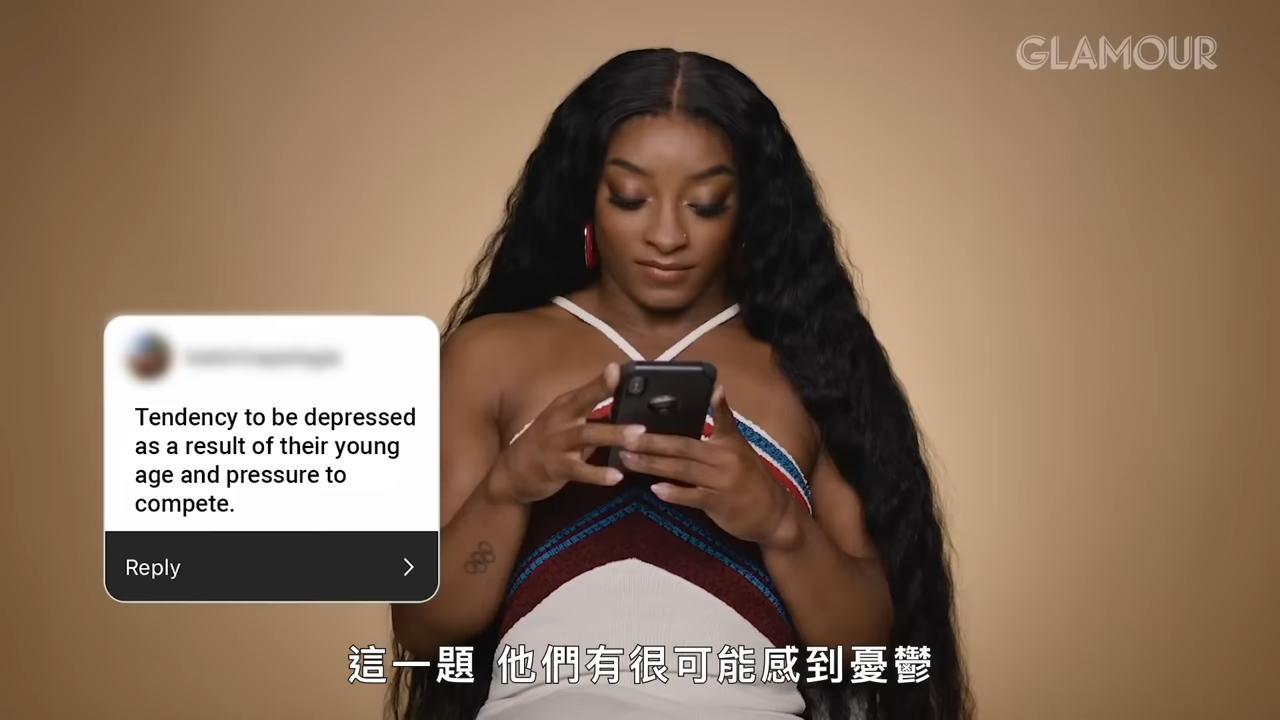 GLAMOUR
Tendency to be depressed
as a result of their young
age and pressure to
compete.
Reply
這一題 他們有很可能感到憂鬱